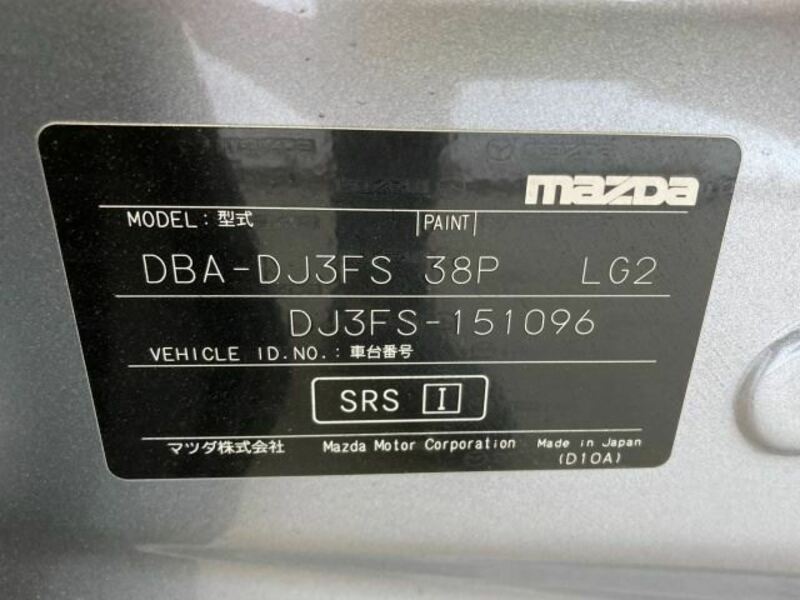 mazda
MODEL : 型式 PAINT
DBA-DJ3FS 38P LG2
DJ3FS-151096
VEHICLE ID.NO. : 車台番号
SRS I
マツダ株式会社 Mazda Motor Corporation Made in Japan
(D10A)